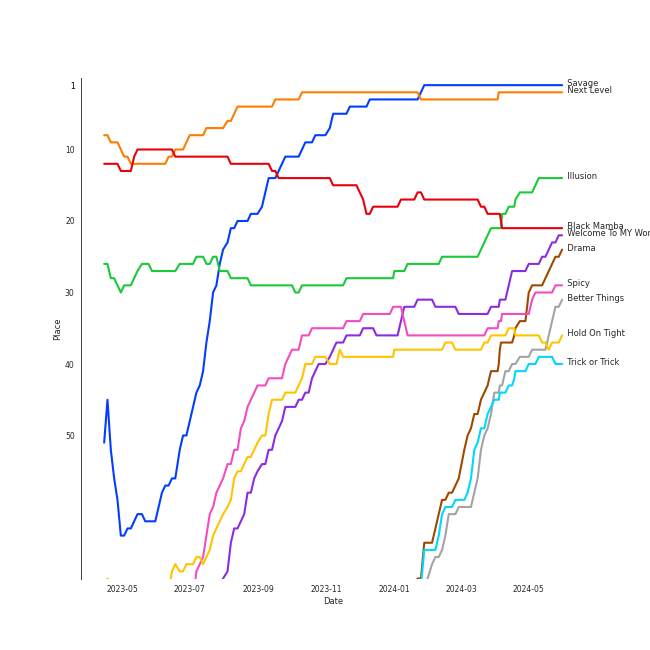 1
10
20
30
40
50
Place
2023-05
2023-07
2023-09
2023-11
2024-01
2024-03
2024-05
Date
Savage
Next Level
Illusion
Black Mamba
Welcome To MY Wor
Drama
Spicy
Better Things
Hold On Tight
Trick or Trick